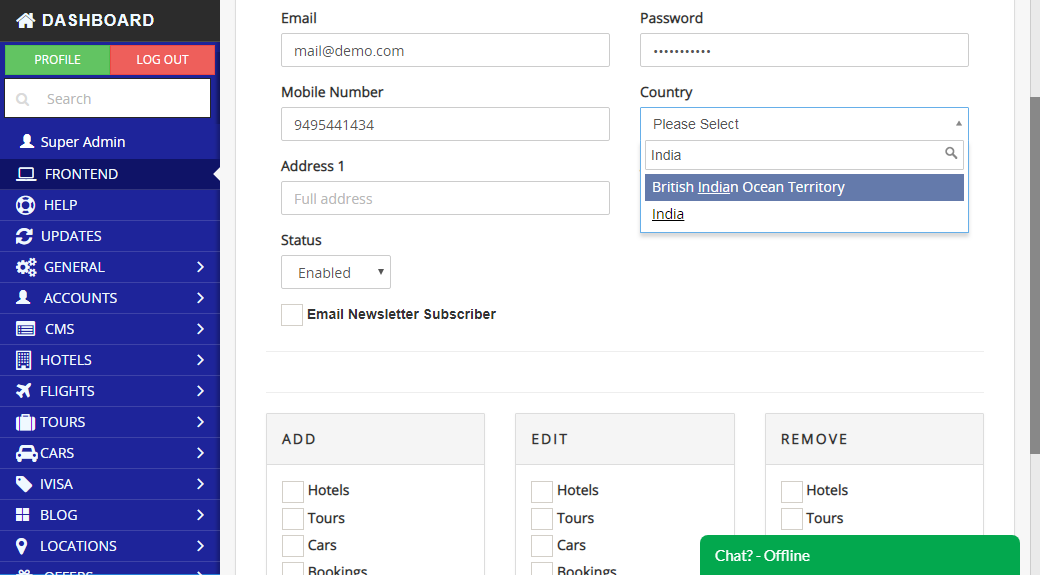 DASHBOARD
PROFILE
LOG OUT
Search
Super Admin
FRONTEND
HELP
UPDATES
GENERAL
ACCOUNTS
CMS
HOTELS
FLIGHTS
TOURS
CARS
IVISA
BLOG
LOCATIONS
OFFERS
Email
mail@demo.com
Password
•••••••••••
Mobile Number
9495441434
Country
Please Select
India
British Indian Ocean Territory
India
Address 1
Full address
Status
Enabled
Email Newsletter Subscriber
ADD
Hotels
Tours
Cars
Bookings
EDIT
Hotels
Tours
Cars
Bookings
REMOVE
Hotels
Tours
Chat? - Offline